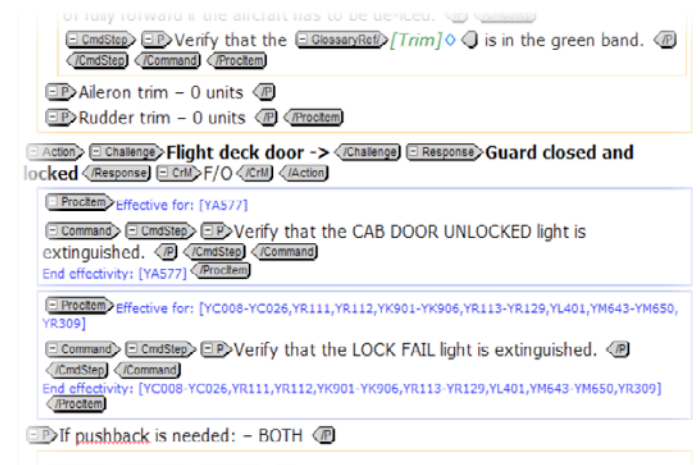 of fully forward if the aircraft has to be de-iced. /P
CmdStep P Verify that the GlossaryRef/ [Trim] is in the green band. /P
/CmdStep /Command /ProcItem
P Aileron trim – 0 units /P
P Rudder trim – 0 units /P /ProcItem
Action Challenge Flight deck door -> /Challenge Response Guard closed and
locked /Response CrM F/O /CrM /Action
ProcItem Effective for: [YA577]
Command CmdStep P Verify that the CAB DOOR UNLOCKED light is
extinguished. /P /CmdStep /Command
End effectivity: [YA577] /ProcItem
ProcItem Effective for: [YC008-YC026,YR111,YR112,YK901-YK906,YR113-YR129,YL401,YM643-YM650,
YR309]
Command CmdStep P Verify that the LOCK FAIL light is extinguished. /P
/CmdStep /Command
End effectivity: [YC008-YC026,YR111,YR112,YK901-YK906,YR113-YR129,YL401,YM643-YM650,YR309]
/ProcItem
P If pushback is needed: – BOTH /P